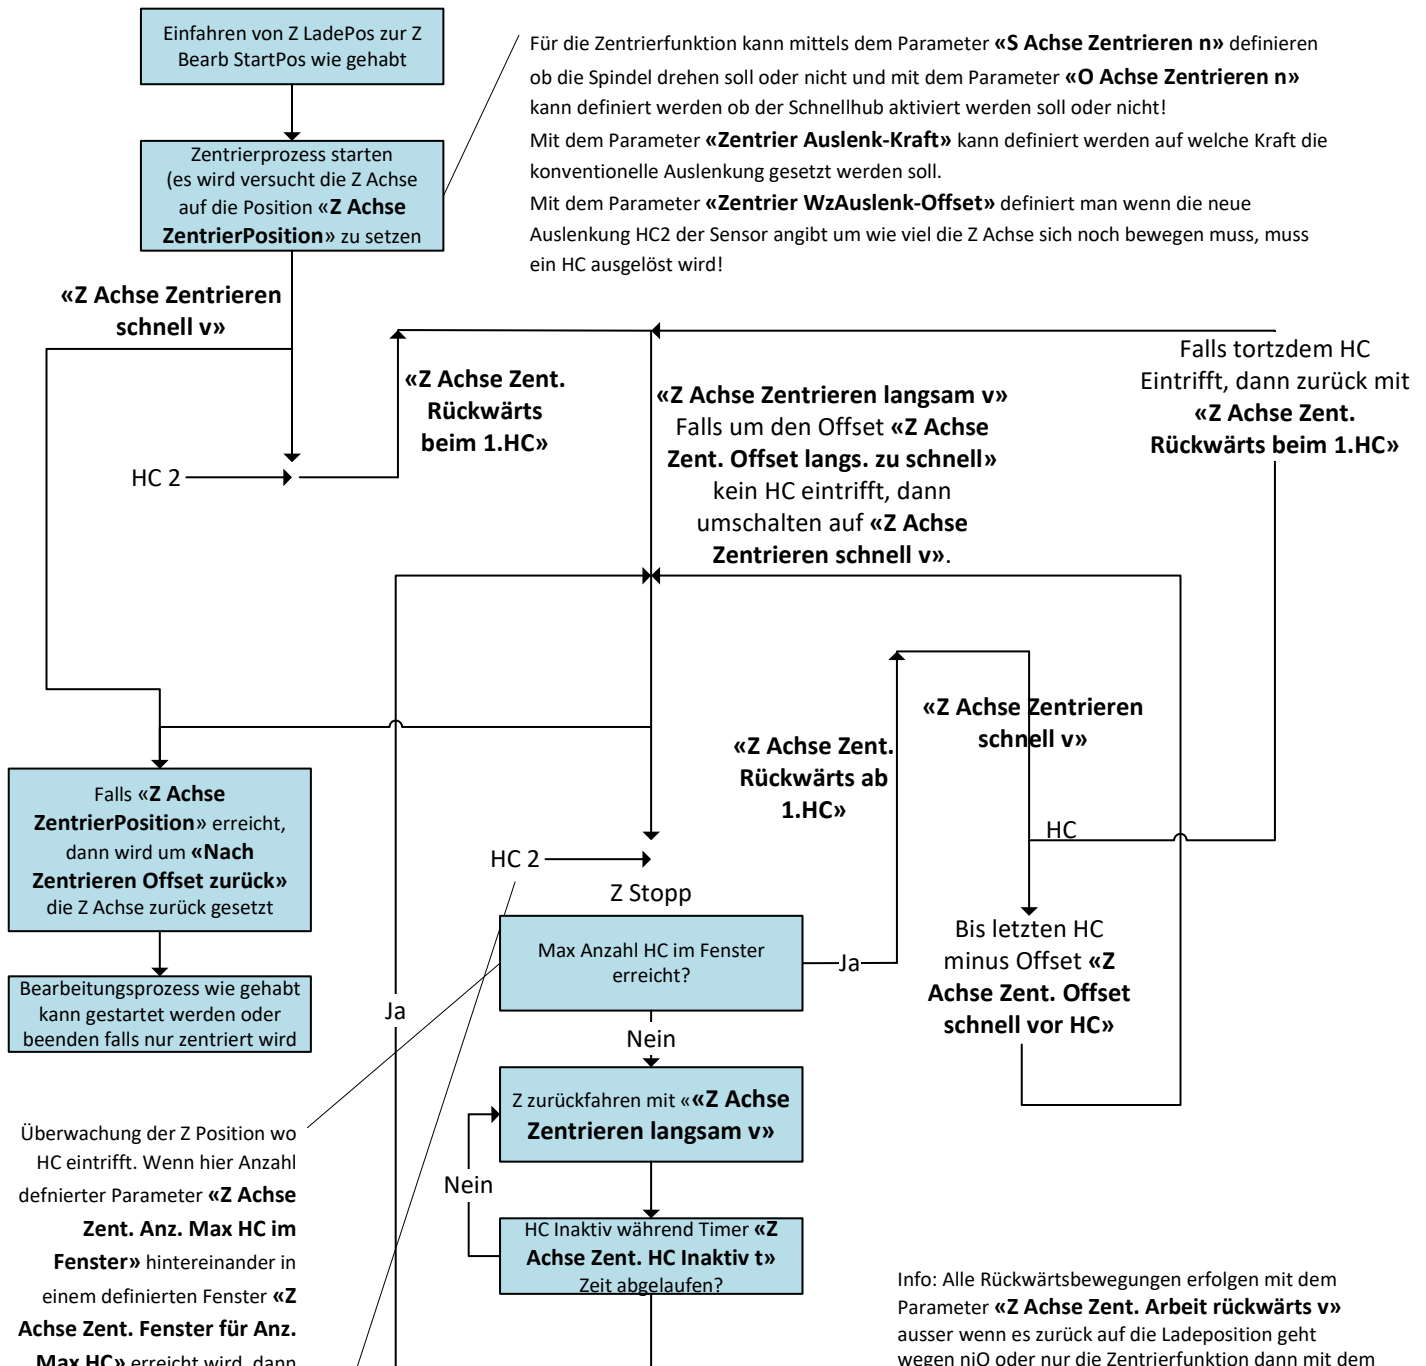 Einfahren von Z LadePos zur Z
Bearb StartPos wie gehabt
Für die Zentrierfunktion kann mittels dem Parameter «S Achse Zentrieren n» definieren
ob die Spindel drehen soll oder nicht und mit dem Parameter «O Achse Zentrieren n»
kann definiert werden ob der Schnellhub aktiviert werden soll oder nicht!
Mit dem Parameter «Zentrier Auslenk-Kraft» kann definiert werden auf welche Kraft die
konventionelle Auslenkung gesetzt werden soll.
Mit dem Parameter «Zentrier WzAuslenk-Offset» definiert man wenn die neue
Auslenkung HC2 der Sensor angibt um wie viel die Z Achse sich noch bewegen muss, muss
ein HC ausgelöst wird!
Zentrierprozess starten
(es wird versucht die Z Achse
auf die Position «Z Achse
ZentrierPosition» zu setzen
«Z Achse Zentrieren
schnell v»
HC 2
«Z Achse Zent.
Rückwärts
beim 1.HC»
«Z Achse Zentrieren langsam v»
Falls um den Offset «Z Achse
Zent. Offset langs. zu schnell»
kein HC eintrifft, dann
umschalten auf «Z Achse
Zentrieren schnell v».
Falls tortzdem HC
Eintrifft, dann zurück mit
«Z Achse Zent.
Rückwärts beim 1.HC»
«Z Achse Zent.
Rückwärts ab
1.HC»
«Z Achse Zentrieren
schnell v»
HC
Falls «Z Achse
ZentrierPosition» erreicht,
dann wird um «Nach
Zentrieren Offset zurück»
die Z Achse zurück gesetzt
HC 2
Z Stopp
Max Anzahl HC im Fenster
erreicht?
Ja
Bis letzten HC
minus Offset «Z
Achse Zent. Offset
schnell vor HC»
Bearbeitungsprozess wie gehabt
kann gestartet werden oder
beenden falls nur zentriert wird
Ja
Nein
Z zurückfahren mit ««Z Achse
Zentrieren langsam v»
Nein
HC Inaktiv während Timer «Z
Achse Zent. HC Inaktiv t»
Zeit abgelaufen?
Überwachung der Z Position wo
HC eintrifft. Wenn hier Anzahl
defnierter Parameter «Z Achse
Zent. Anz. Max HC im
Fenster» hintereinander in
einem definierten Fenster «Z
Achse Zent. Fenster für Anz.
Max HC» erreicht wird, dann
Info: Alle Rückwärtsbewegungen erfolgen mit dem
Parameter «Z Achse Zent. Arbeit rückwärts v»
ausser wenn es zurück auf die Ladeposition geht
wegen niO oder nur die Zentrierfunktion dann mit dem